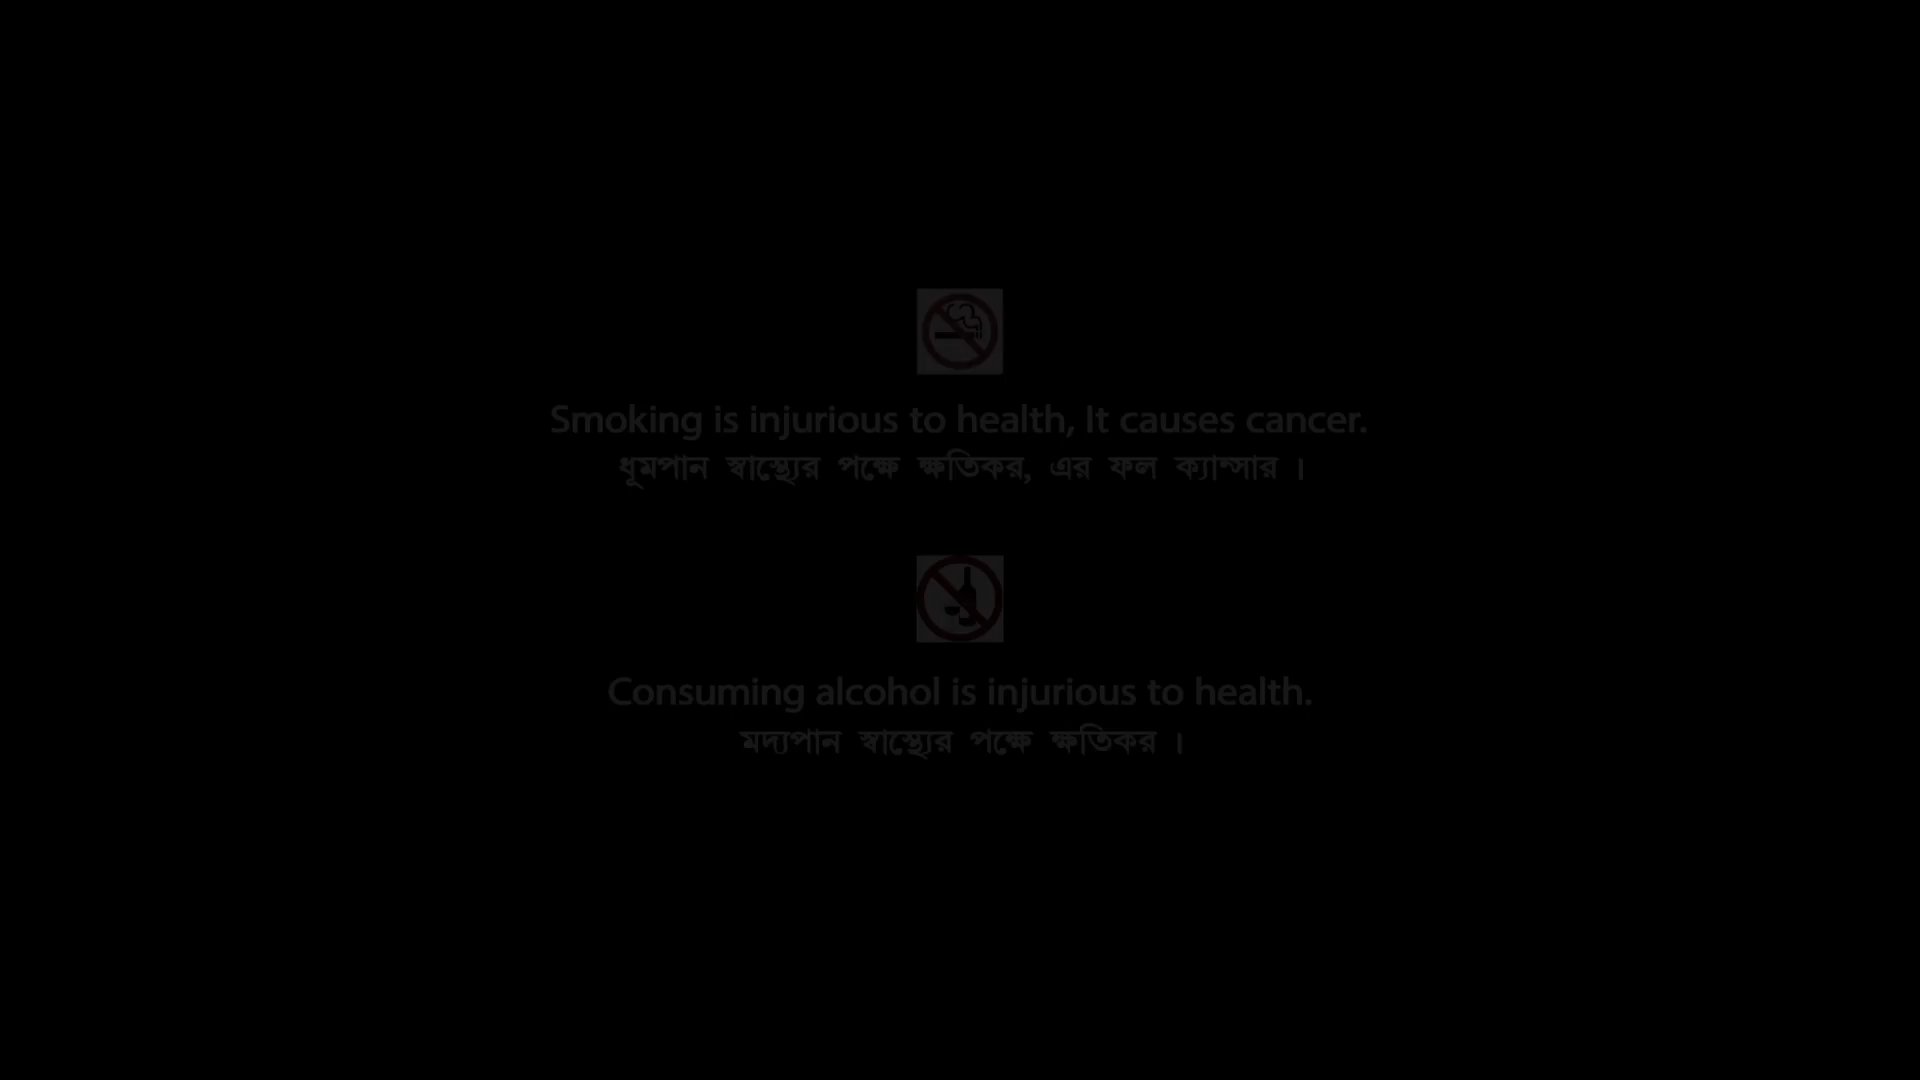 Smoking is injurious to health, It causes cancer.
ধূমপান স্বাস্থ্যের পক্ষে ক্ষতিকর, এর ফল ক্যান্সার ।
Consuming alcohol is injurious to health.
মদ্যপান স্বাস্থ্যের পক্ষে ক্ষতিকর ।